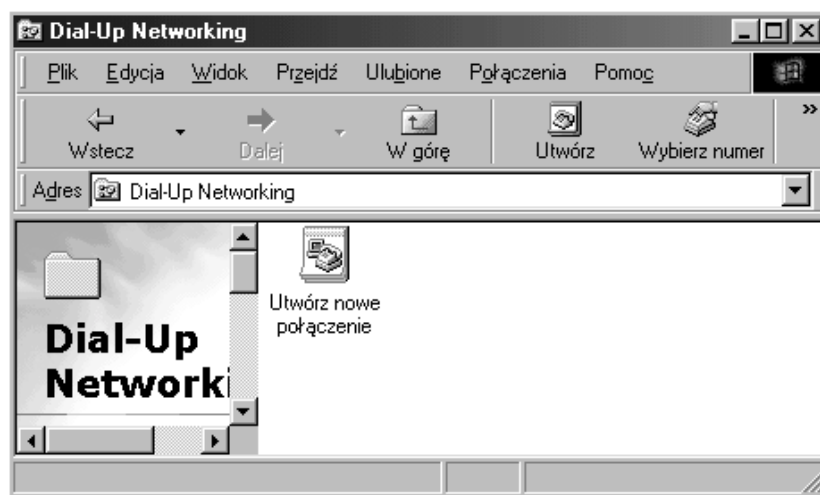 Dial-Up Networking
Plik Edycja Widok Przejdź Ulubione Połączenia Pomoc
Wstecz Dalej W górę Utwórz Wybierz numer »
Adres Dial-Up Networking
Utwórz nowe
połączenie
Dial-Up
Networki